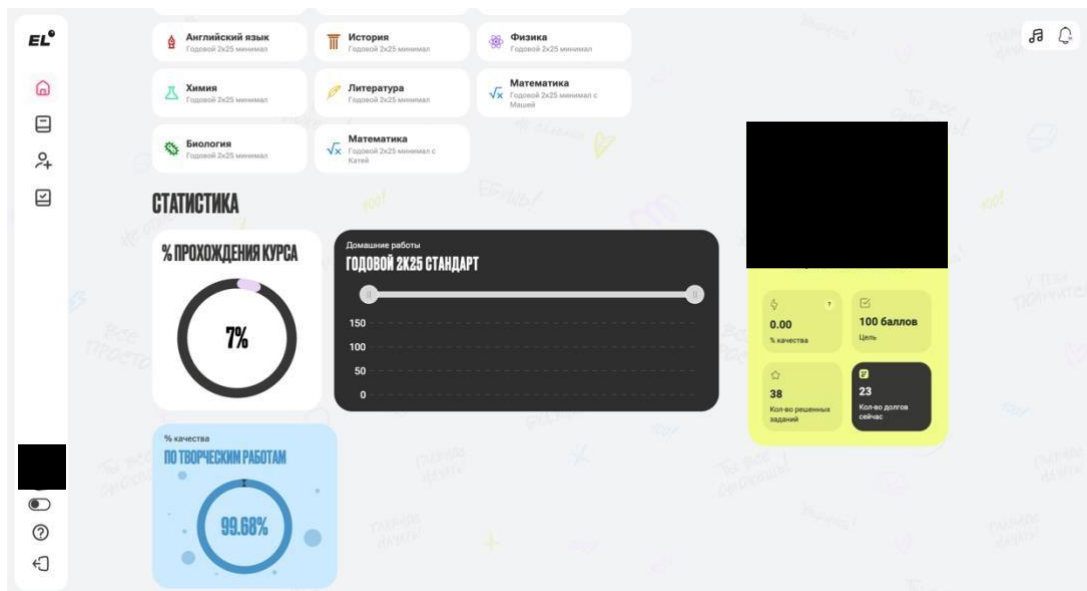 EL
Английский язык
Годовой 2к25 минимал
История
Годовой 2к25 минимал
Физика
Годовой 2к25 минимал
Химия
Годовой 2к25 минимал
Литература
Годовой 2к25 минимал
Математика
Годовой 2к25 минимал с
Машей
Биология
Годовой 2к25 минимал
Математика
Годовой 2к25 минимал с
Катей
СТАТИСТИКА
% ПРОХОЖДЕНИЯ КУРСА
7%
Домашние работы
ГОДОВОЙ 2К25 СТАНДАРТ
150
100
50
0
% качества
ПО ТВОРЧЕСКИМ РАБОТАМ
99.68%
?
0.00
% качества
100 баллов
Цель
38
Кол-во решенных
заданий
23
Кол-во долгов
сейчас